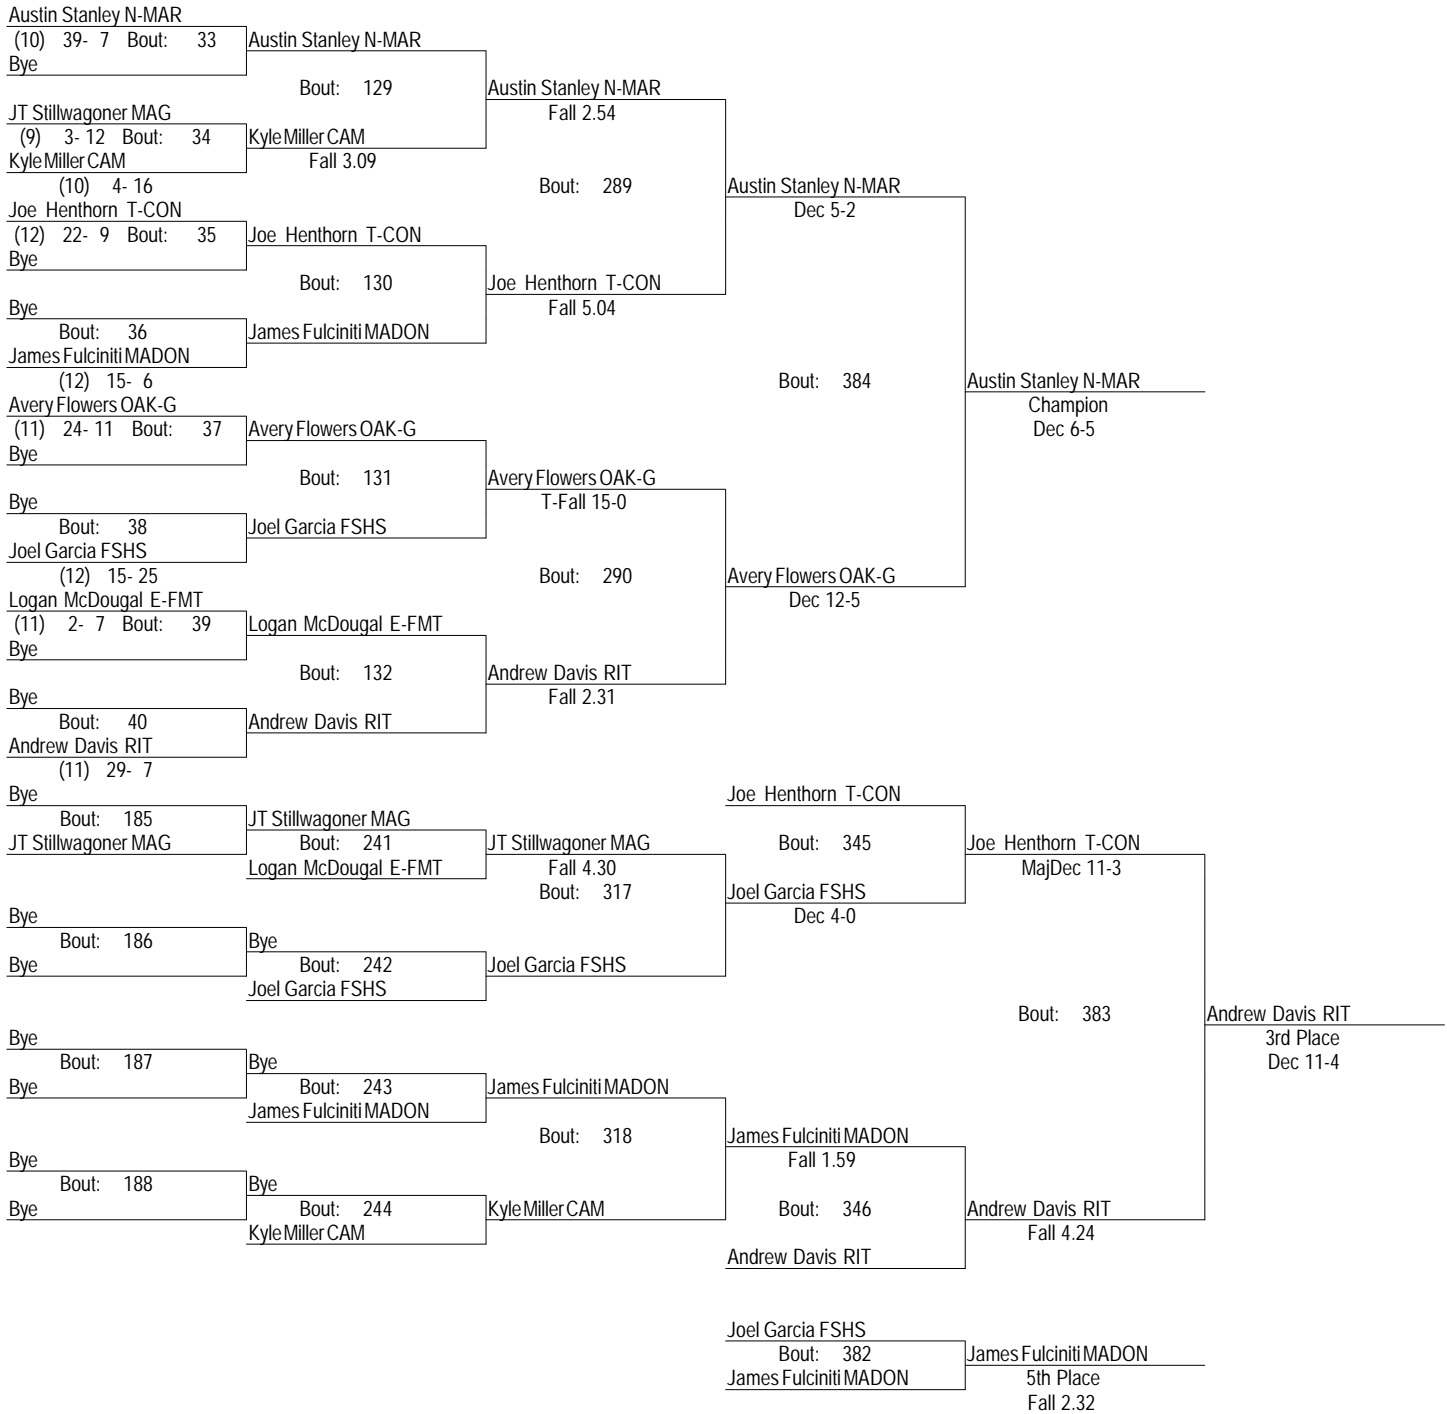 Austin Stanley N-MAR
(10) 39- 7 Bout: 33 Austin Stanley N-MAR
Bye
Bout: 129 Austin Stanley N-MAR
JT Stillwagoner MAG Fall 2.54
(9) 3- 12 Bout: 34 Kyle Miller CAM
Kyle Miller CAM Fall 3.09
(10) 4- 16 Bout: 289 Austin Stanley N-MAR
Joe Henthorn T-CON Dec 5-2
(12) 22- 9 Bout: 35 Joe Henthorn T-CON
Bye
Bout: 130 Joe Henthorn T-CON
Bye Fall 5.04
Bout: 36 James Fulciniti MADON
James Fulciniti MADON
(12) 15- 6 Bout: 384 Austin Stanley N-MAR
Avery Flowers OAK-G Champion
(11) 24- 11 Bout: 37 Avery Flowers OAK-G Dec 6-5
Bye
Bout: 131 Avery Flowers OAK-G
Bye T-Fall 15-0
Bout: 38 Joel Garcia FSHS
Joel Garcia FSHS
(12) 15- 25 Bout: 290 Avery Flowers OAK-G
Logan McDougal E-FMT Dec 12-5
(11) 2- 7 Bout: 39 Logan McDougal E-FMT
Bye
Bout: 132 Andrew Davis RIT
Bye Fall 2.31
Bout: 40 Andrew Davis RIT
Andrew Davis RIT
(11) 29- 7
Bye Joe Henthorn T-CON
Bout: 185 JT Stillwagoner MAG
JT Stillwagoner MAG Bout: 241 JT Stillwagoner MAG Bout: 345 Joe Henthorn T-CON
Logan McDougal E-FMT Fall 4.30 MajDec 11-3
Bout: 317 Joel Garcia FSHS
Bye Dec 4-0
Bout: 186 Bye
Bye Bout: 242 Joel Garcia FSHS
Joel Garcia FSHS
Bout: 383 Andrew Davis RIT
Bye 3rd Place
Bout: 187 Bye Dec 11-4
Bye Bout: 243 James Fulciniti MADON
James Fulciniti MADON
Bout: 318 James Fulciniti MADON
Bye Fall 1.59
Bout: 188 Bye
Bye Bout: 244 Kyle Miller CAM Bout: 346 Andrew Davis RIT
Kyle Miller CAM Fall 4.24
Andrew Davis RIT
Joel Garcia FSHS
Bout: 382 James Fulciniti MADON
James Fulciniti MADON 5th Place
Fall 2.32